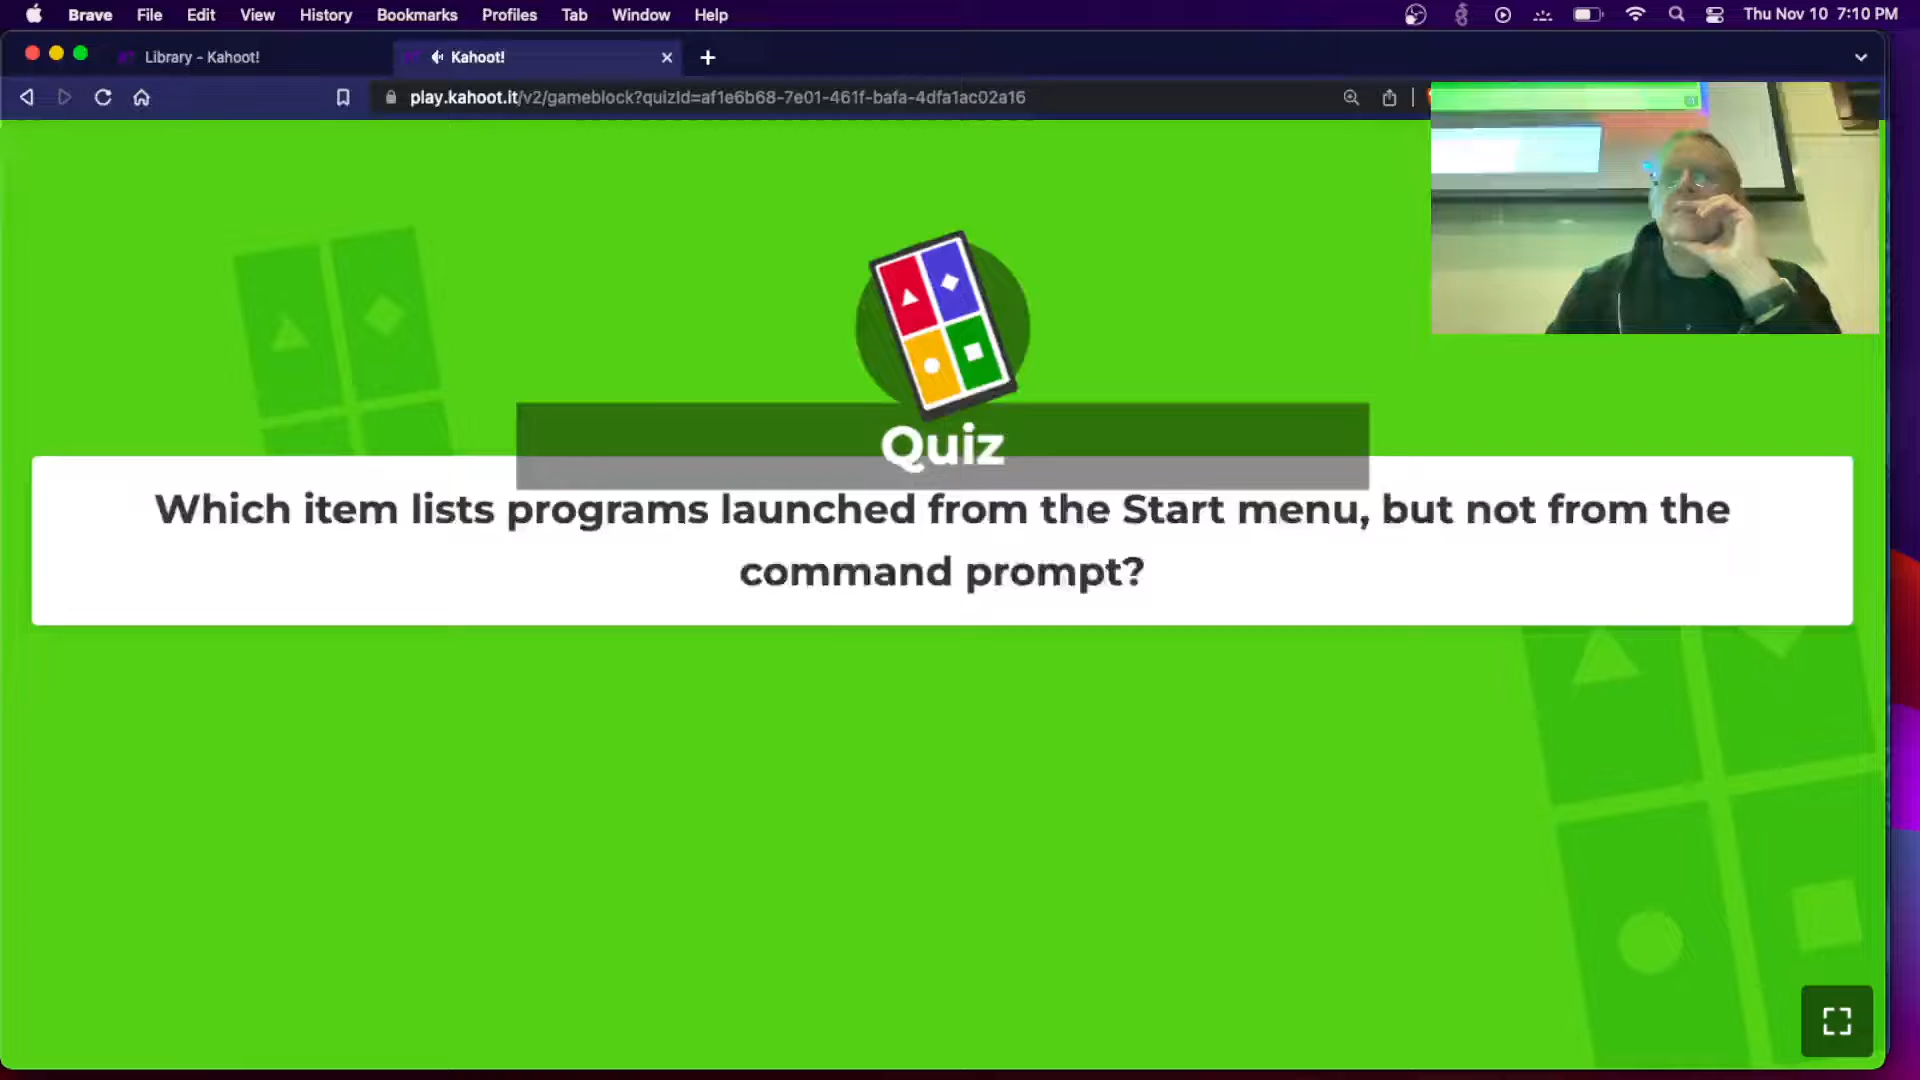 Brave File Edit View History Bookmarks Profiles Tab Window Help Thu Nov 10 7:10 PM
Library - Kahoot! Kahoot!
play.kahoot.it/v2/gameblock?quizId=af1e6b68-7e01-461f-bafa-4dfa1ac02a16
Quiz
Which item lists programs launched from the Start menu, but not from the
command prompt?